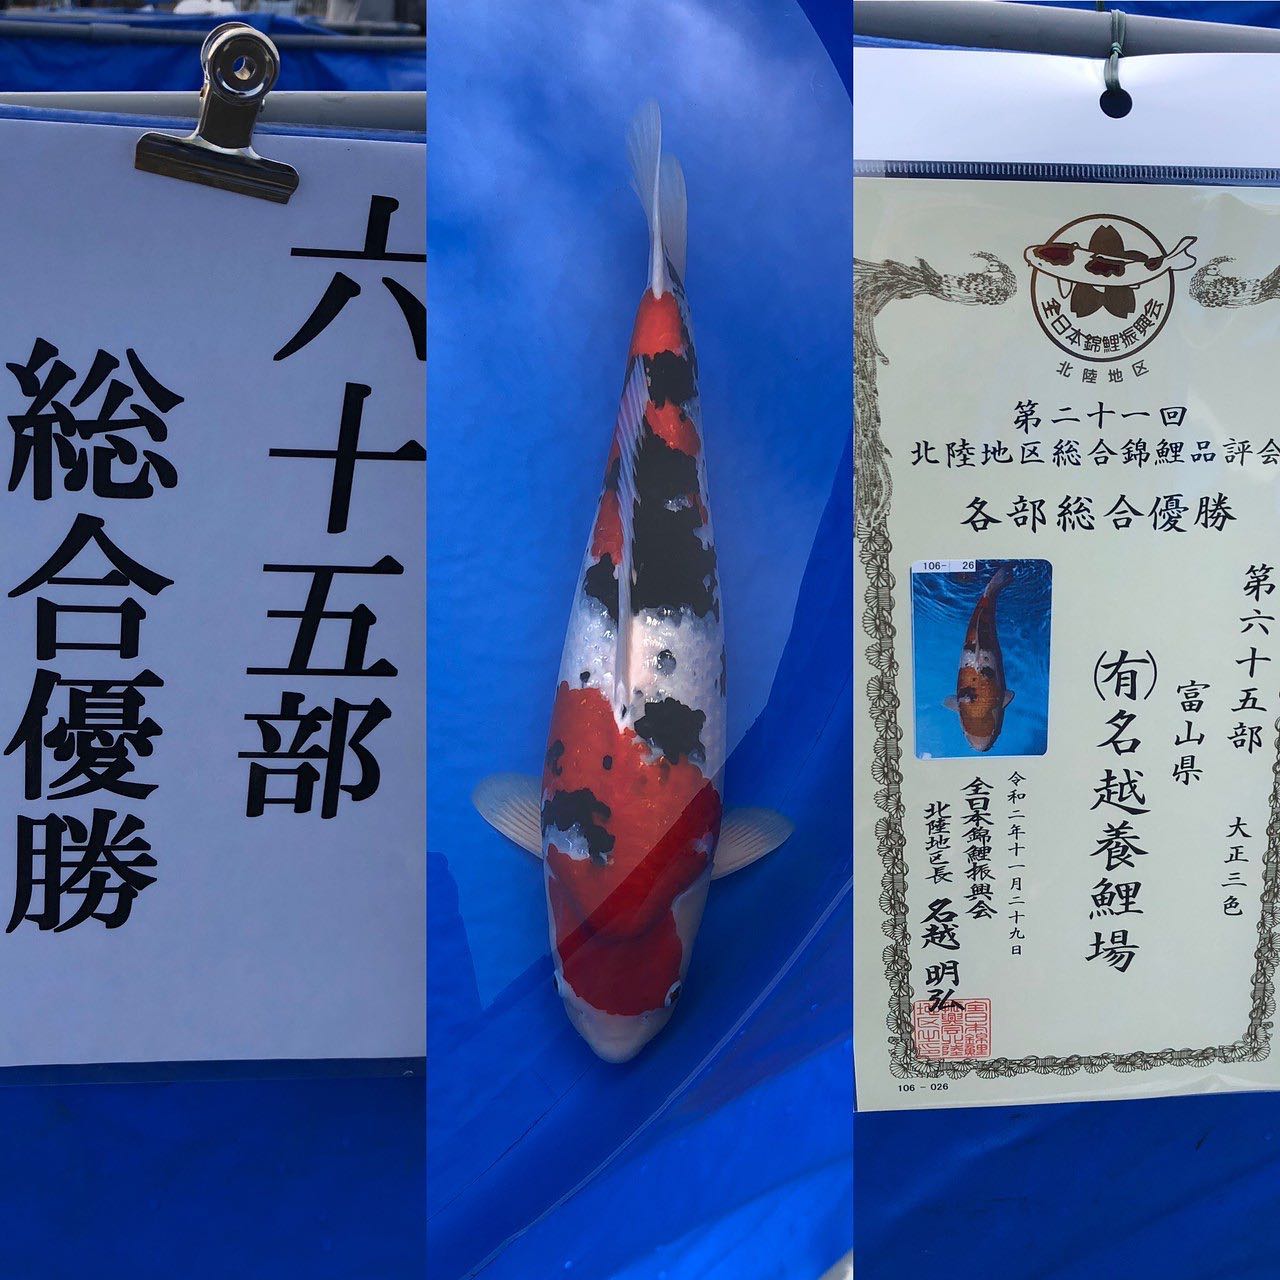 六十五部
総合優勝
全日本錦鯉振興会
北陸地区
第二十一回
北陸地区総合錦鯉品評会
各部総合優勝
106- 26
第六十五部 大正三色
富山県
(有)名越養鯉場
令和二年十一月二十九日
全日本錦鯉振興会
北陸地区長 名越 明弘
106 - 026